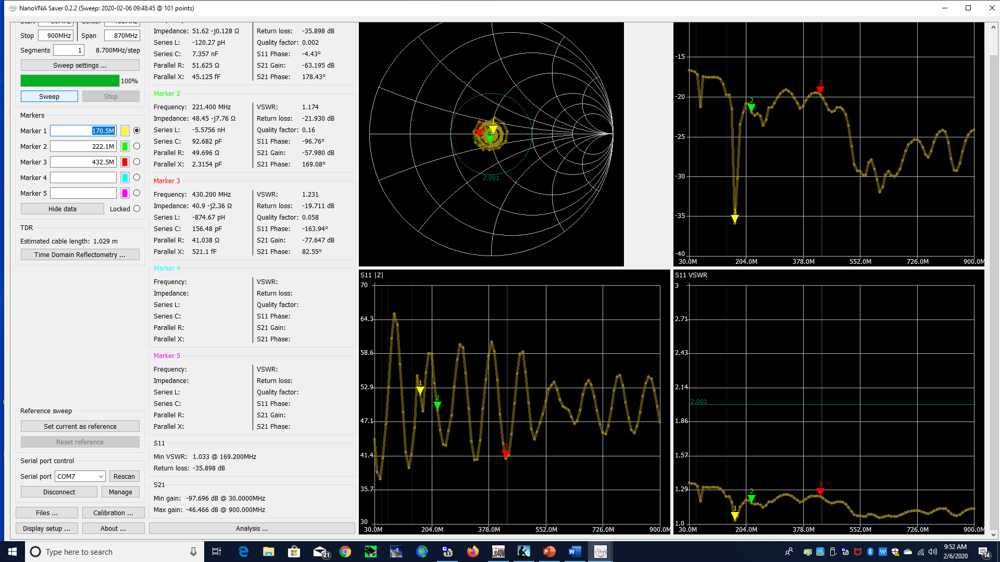 NanoVNA Saver 0.2.2 (Sweep: 2020-02-06 09:48:45 @ 101 points)
Stop 900MHz Span 870MHz
Segments 1 8.700MHz/step
Sweep settings ...
100%
Sweep Stop
Markers
Marker 1 170.5M
Marker 2 222.1M
Marker 3 432.5M
Marker 4
Marker 5
Hide data Locked
TDR
Estimated cable length: 1.029 m
Time Domain Reflectometry ...
Reference sweep
Set current as reference
Reset reference
Serial port control
Serial port COM7 Rescan
Disconnect Manage
Files ... Calibration ...
Display setup ... About ...
Impedance: 51.62 -j0.128 Ω Return loss: -35.898 dB
Series L: -120.27 pH Quality factor: 0.002
Series C: 7.357 nF S11 Phase: -4.43°
Parallel R: 51.625 Ω S21 Gain: -63.195 dB
Parallel X: 45.125 fF S21 Phase: 178.43°
Marker 2
Frequency: 221.400 MHz VSWR: 1.174
Impedance: 48.45 -j7.76 Ω Return loss: -21.930 dB
Series L: -5.5756 nH Quality factor: 0.16
Series C: 92.682 pF S11 Phase: -96.76°
Parallel R: 49.696 Ω S21 Gain: -57.980 dB
Parallel X: 2.3154 pF S21 Phase: 169.08°
Marker 3
Frequency: 430.200 MHz VSWR: 1.231
Impedance: 40.9 -j2.36 Ω Return loss: -19.711 dB
Series L: -874.67 pH Quality factor: 0.058
Series C: 156.48 pF S11 Phase: -163.94°
Parallel R: 41.038 Ω S21 Gain: -77.647 dB
Parallel X: 521.1 fF S21 Phase: 82.55°
Marker 4
Frequency: VSWR:
Impedance: Return loss:
Series L: Quality factor:
Series C: S11 Phase:
Parallel R: S21 Gain:
Parallel X: S21 Phase:
Marker 5
Frequency: VSWR:
Impedance: Return loss:
Series L: Quality factor:
Series C: S11 Phase:
Parallel R: S21 Gain:
Parallel X: S21 Phase:
S11
Min VSWR: 1.033 @ 169.200MHz
Return loss: -35.898 dB
S21
Min gain: -97.696 dB @ 30.0000MHz
Max gain: -46.466 dB @ 900.000MHz
Analysis ...
3
1
2
2.001
-15
-20
-25
-30
-35
-40
3
2
1
30.0M 204.0M 378.0M 552.0M 726.0M 900.0M
S11 |Z|
70
64.3
58.6
52.9
47.1
41.4
35.7
30
1
2
3
30.0M 204.0M 378.0M 552.0M 726.0M 900.0M
S11 VSWR
3
2.71
2.43
2.14
2.001
1.86
1.57
1.29
1.0
3
2
1
30.0M 204.0M 378.0M 552.0M 726.0M 900.0M
Type here to search
21
9:52 AM
2/6/2020
14